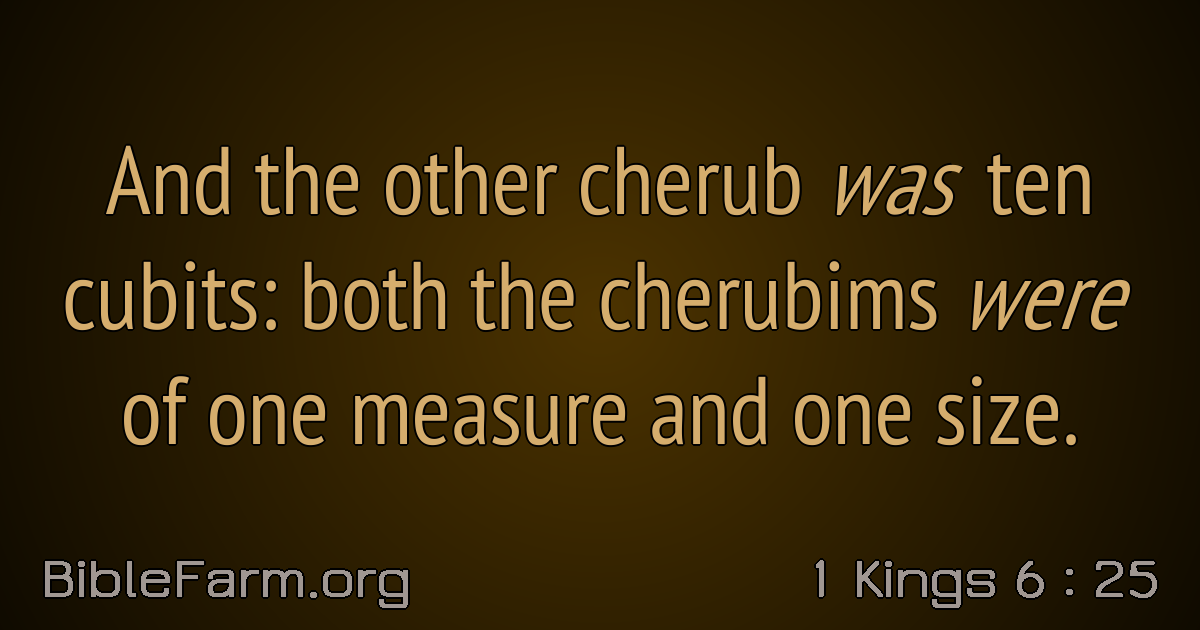 And the other cherub was ten
cubits: both the cherubims were
of one measure and one size.
BibleFarm.org
1 Kings 6 : 25